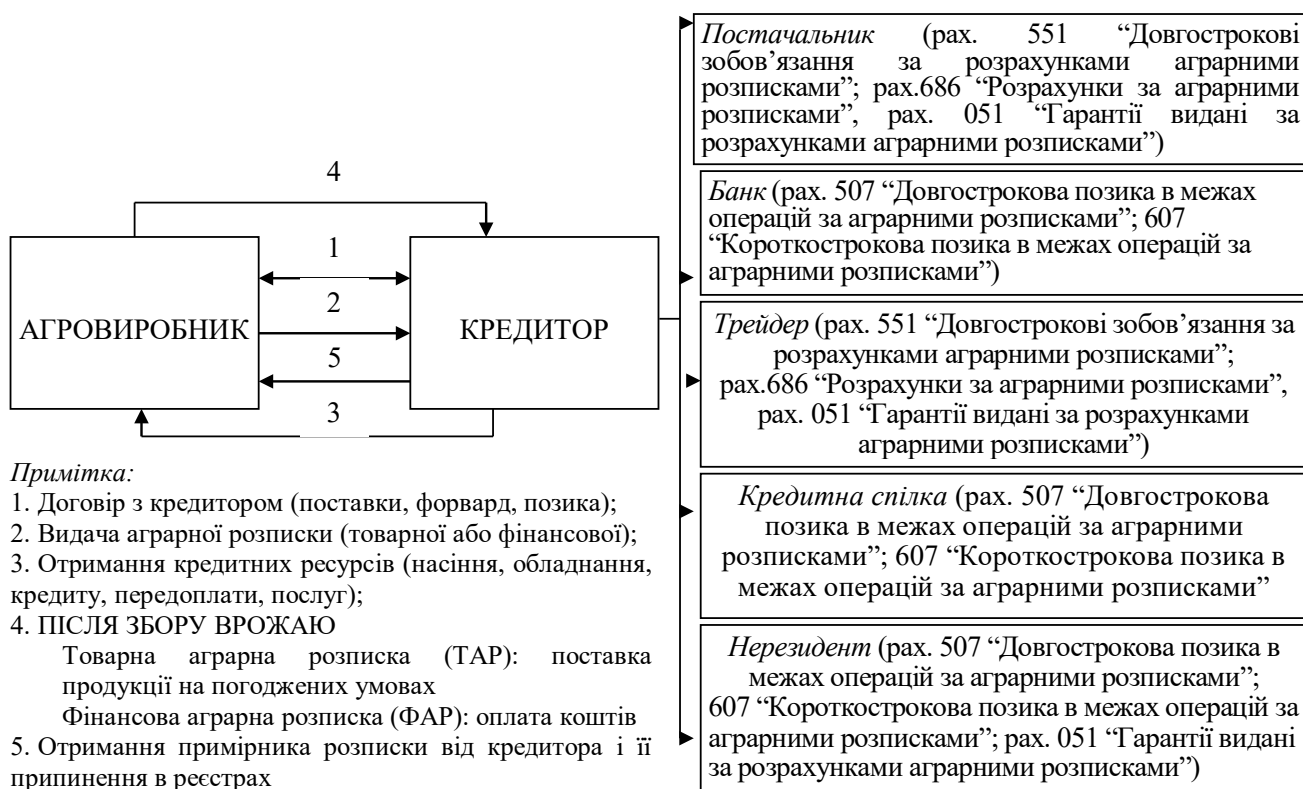 4
1
2
АГРОВИРОБНИК
КРЕДИТОР
5
3
Примітка:
1. Договір з кредитором (поставки, форвард, позика);
2. Видача аграрної розписки (товарної або фінансової);
3. Отримання кредитних ресурсів (насіння, обладнання,
кредиту, передоплати, послуг);
4. ПІСЛЯ ЗБОРУ ВРОЖАЮ
Товарна аграрна розписка (ТАР): поставка
продукції на погоджених умовах
Фінансова аграрна розписка (ФАР): оплата коштів
5. Отримання примірника розписки від кредитора і її
припинення в реєстрах
Постачальник (рах. 551 “Довгострокові
зобов’язання за розрахунками аграрними
розписками”; рах.686 “Розрахунки за аграрними
розписками”, рах. 051 “Гарантії видані за
розрахунками аграрними розписками”)
Банк (рах. 507 “Довгострокова позика в межах
операцій за аграрними розписками”; 607
“Короткострокова позика в межах операцій за
аграрними розписками”)
Трейдер (рах. 551 “Довгострокові зобов’язання за
розрахунками аграрними розписками”;
рах.686 “Розрахунки за аграрними розписками”,
рах. 051 “Гарантії видані за розрахунками
аграрними розписками”)
Кредитна спілка (рах. 507 “Довгострокова
позика в межах операцій за аграрними
розписками”; 607 “Короткострокова позика в
межах операцій за аграрними розписками”
Нерезидент (рах. 507 “Довгострокова позика в
межах операцій за аграрними розписками”;
607 “Короткострокова позика в межах операцій за
аграрними розписками”; рах. 051 “Гарантії видані
за розрахунками аграрними розписками”)